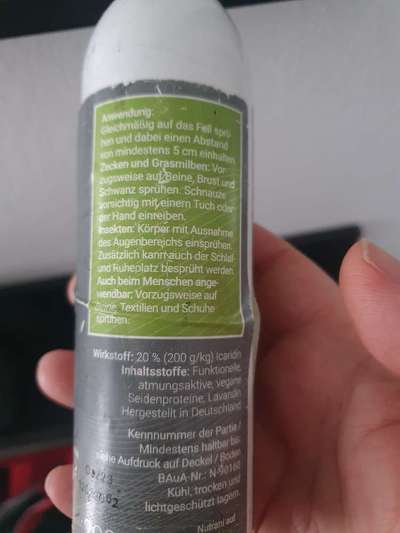 Anwendung:
Gleichmäßig auf das Fell sprü-
hen und dabei einen Abstand
von mindestens 5 cm einhalten.
Zecken und Grasmilben: Vor-
zugsweise auf Beine, Brust und
Schwanz sprühen. Schnauze
vorsichtig mit einem Tuch oder
der Hand einreiben.
Insekten: Körper mit Ausnahme
des Augenbereichs einsprühen.
Zusätzlich kann auch der Schlaf-
und Ruheplatz besprüht werden.
Auch beim Menschen ange-
wendbar: Vorzugsweise auf
Beine, Textilien und Schuhe
sprühen.
Wirkstoff: 20 % (200 g/kg) Icaridin
Inhaltsstoffe: Funktionelle,
atmungsaktive, vegane
Seidenproteine, Lavandin
Hergestellt in Deutschland
Kennnummer der Partie /
Mindestens haltbar bis:
siehe Aufdruck auf Deckel / Boden
BAuA-Nr.: N-90160
Kühl, trocken und
lichtgeschützt lagern.
Nutrani auf